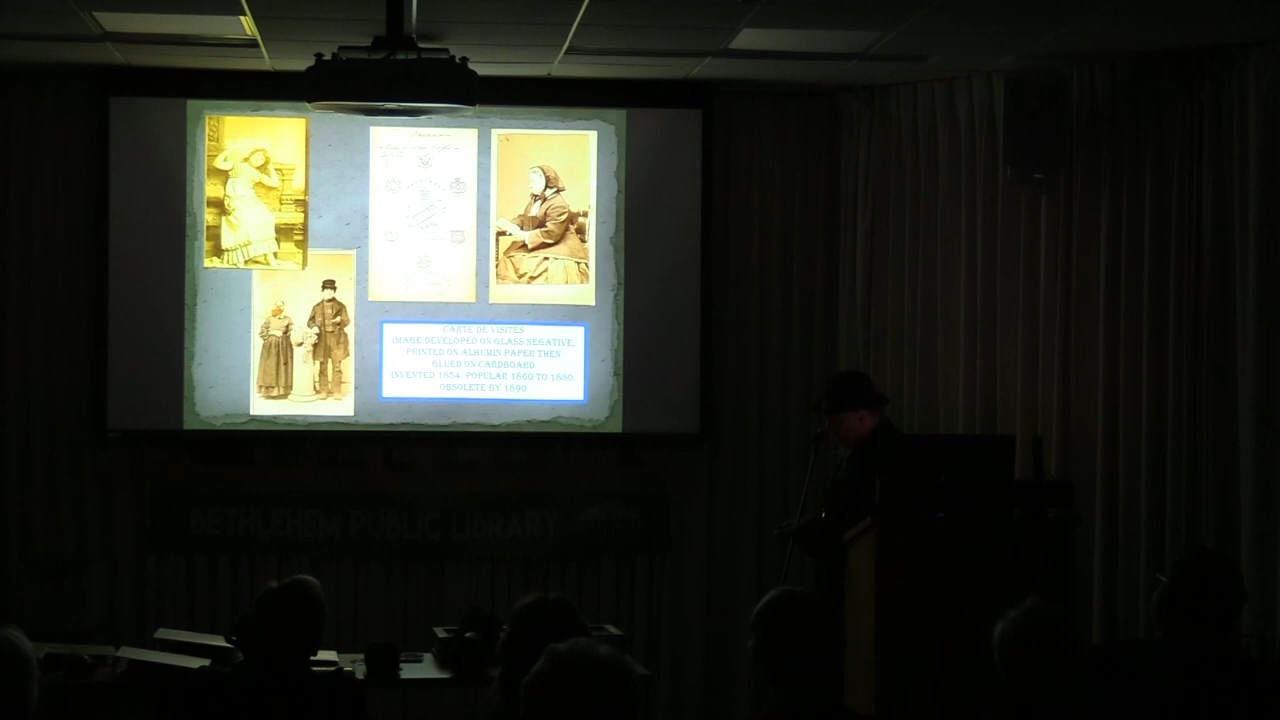 CARTE DE VISITES
IMAGE DEVELOPED ON GLASS NEGATIVE,
PRINTED ON ALBUMIN PAPER THEN
GLUED ON CARDBOARD
INVENTED 1854, POPULAR 1860 TO 1880,
OBSOLETE BY 1890
BETHLEHEM PUBLIC LIBRARY